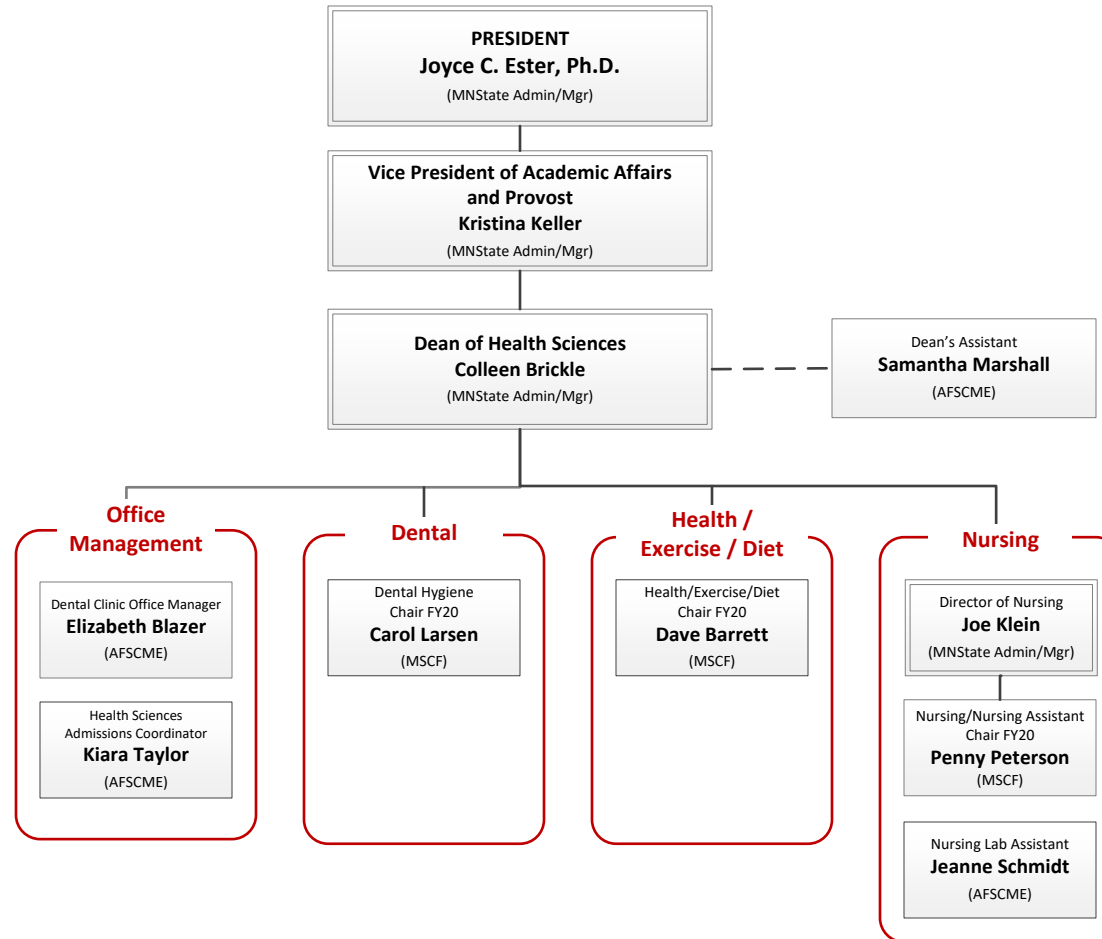 PRESIDENT
Joyce C. Ester, Ph.D.
(MNState Admin/Mgr)
Vice President of Academic Affairs
and Provost
Kristina Keller
(MNState Admin/Mgr)
Dean of Health Sciences
Colleen Brickle
(MNState Admin/Mgr)
Dean’s Assistant
Samantha Marshall
(AFSCME)
Office
Management
Dental Clinic Office Manager
Elizabeth Blazer
(AFSCME)
Health Sciences
Admissions Coordinator
Kiara Taylor
(AFSCME)
Dental
Dental Hygiene
Chair FY20
Carol Larsen
(MSCF)
Health /
Exercise / Diet
Health/Exercise/Diet
Chair FY20
Dave Barrett
(MSCF)
Nursing
Director of Nursing
Joe Klein
(MNState Admin/Mgr)
Nursing/Nursing Assistant
Chair FY20
Penny Peterson
(MSCF)
Nursing Lab Assistant
Jeanne Schmidt
(AFSCME)